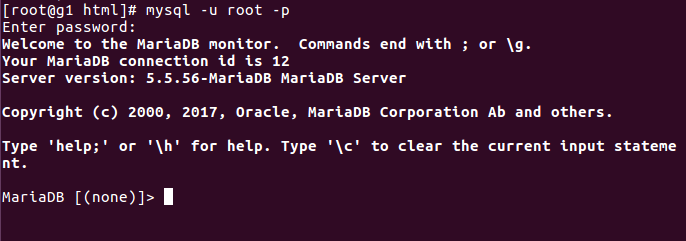 [root@g1 html]# mysql -u root -p
Enter password:
Welcome to the MariaDB monitor.  Commands end with ; or \g.
Your MariaDB connection id is 12
Server version: 5.5.56-MariaDB MariaDB Server
Copyright (c) 2000, 2017, Oracle, MariaDB Corporation Ab and others.
Type 'help;' or '\h' for help. Type '\c' to clear the current input stateme
nt.
MariaDB [(none)]>